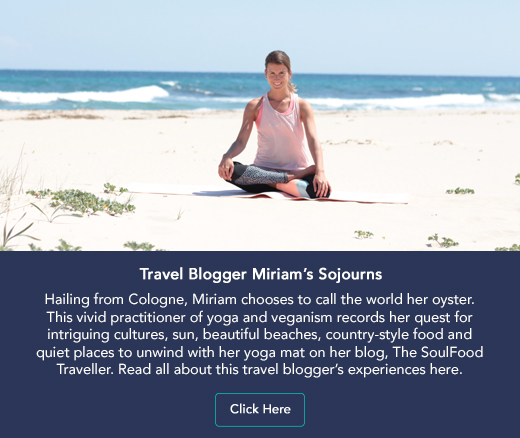 Travel Blogger Miriam’s Sojourns
Hailing from Cologne, Miriam chooses to call the world her oyster.
This vivid practitioner of yoga and veganism records her quest for
intriguing cultures, sun, beautiful beaches, country-style food and
quiet places to unwind with her yoga mat on her blog, The SoulFood
Traveller. Read all about this travel blogger’s experiences here.
Click Here